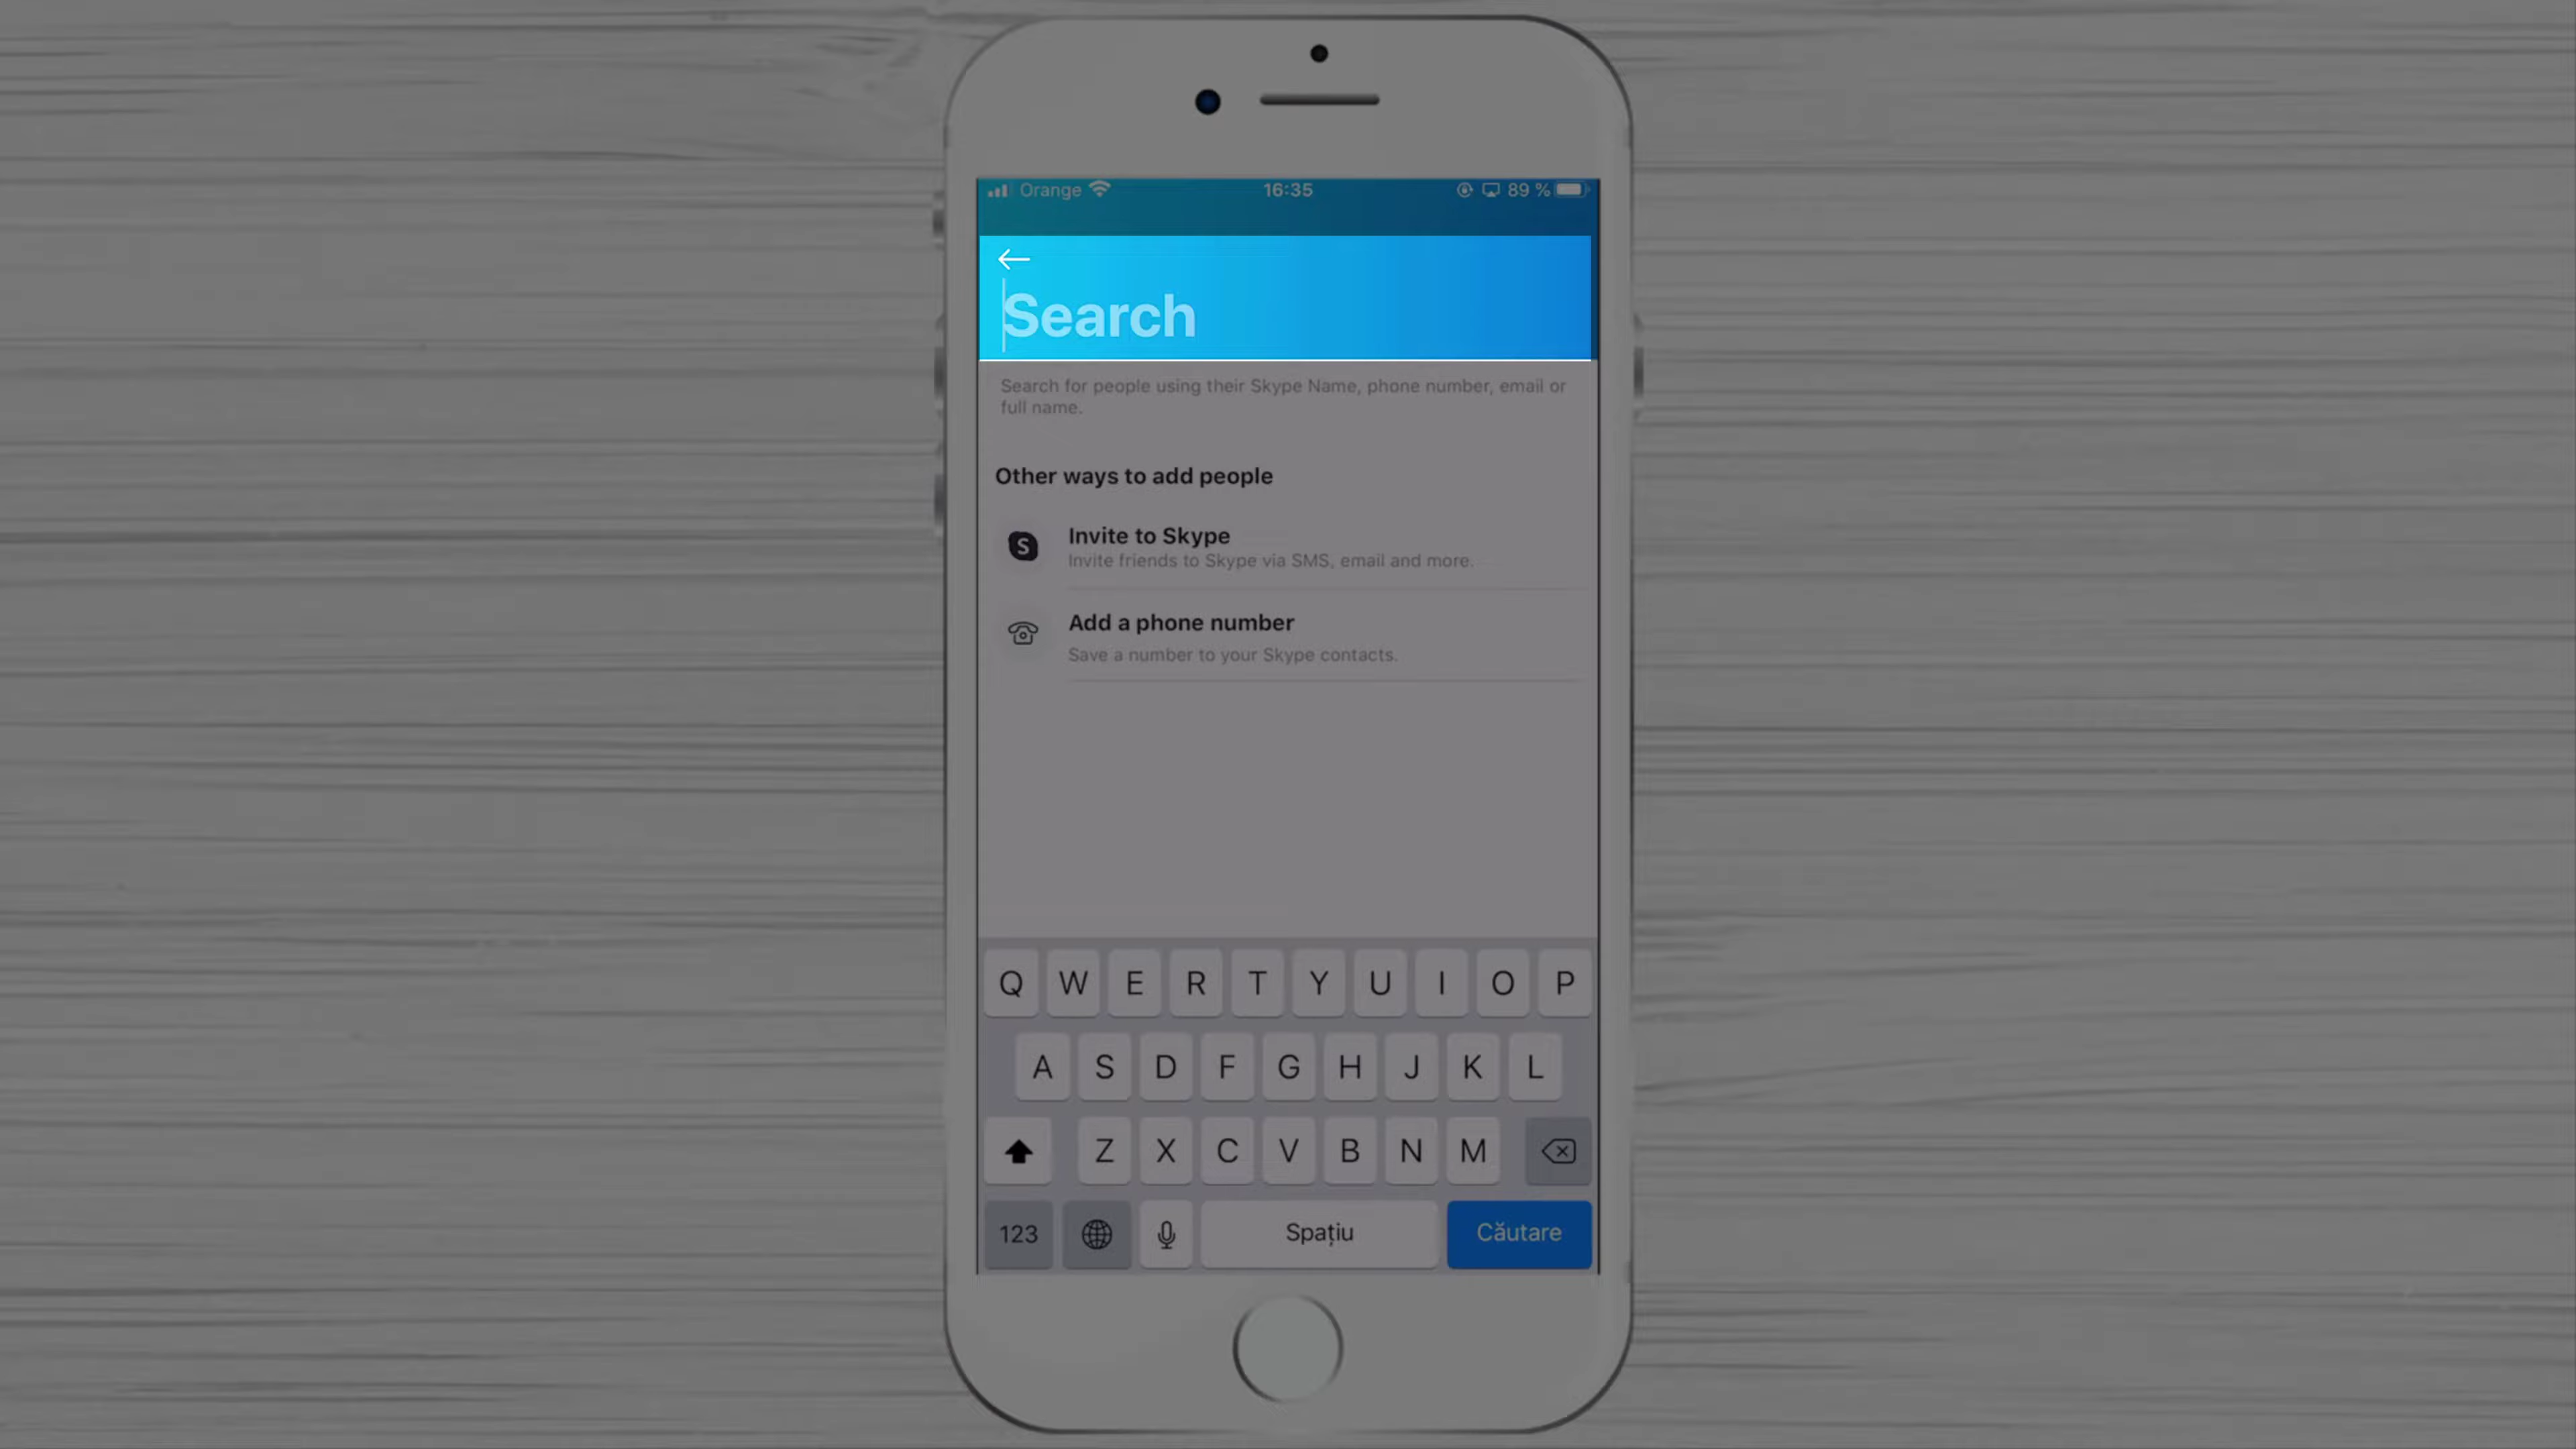 Orange 16:35 89 %
Search
Search for people using their Skype Name, phone number, email or
full name.
Other ways to add people
Invite to Skype
Invite friends to Skype via SMS, email and more.
Add a phone number
Save a number to your Skype contacts.
Q W E R T Y U I O P
A S D F G H J K L
Z X C V B N M
123 Spațiu Căutare